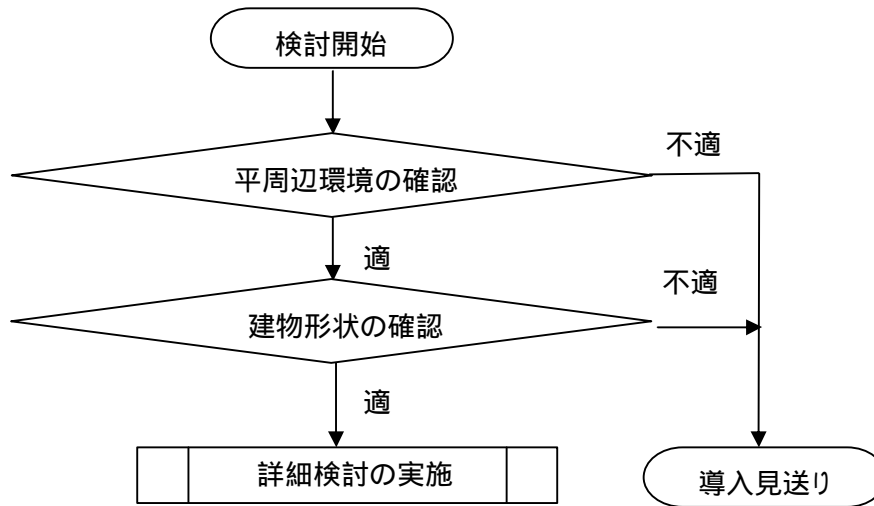 検討開始
不適
平周辺環境の確認
適
不適
建物形状の確認
適
詳細検討の実施
導入見送り